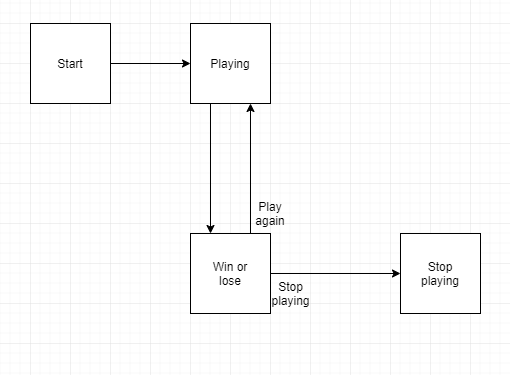 Start
Playing
Play
again
Win or
lose
Stop
playing
Stop
playing